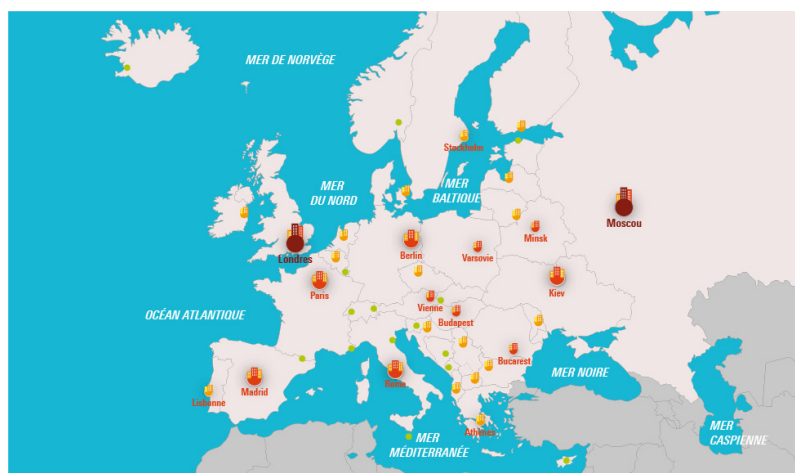 MER DE NORVÈGE
Stockholm
MER
DU NORD
MER
BALTIQUE
Moscou
Minsk
Londres
Berlin
Varsovie
Paris
Kiev
Vienne
Budapest
OCÉAN ATLANTIQUE
Bucarest
MER NOIRE
Rome
Madrid
Lisbonne
Athènes
MER
CASPIENNE
MER
MÉDITERRANÉE